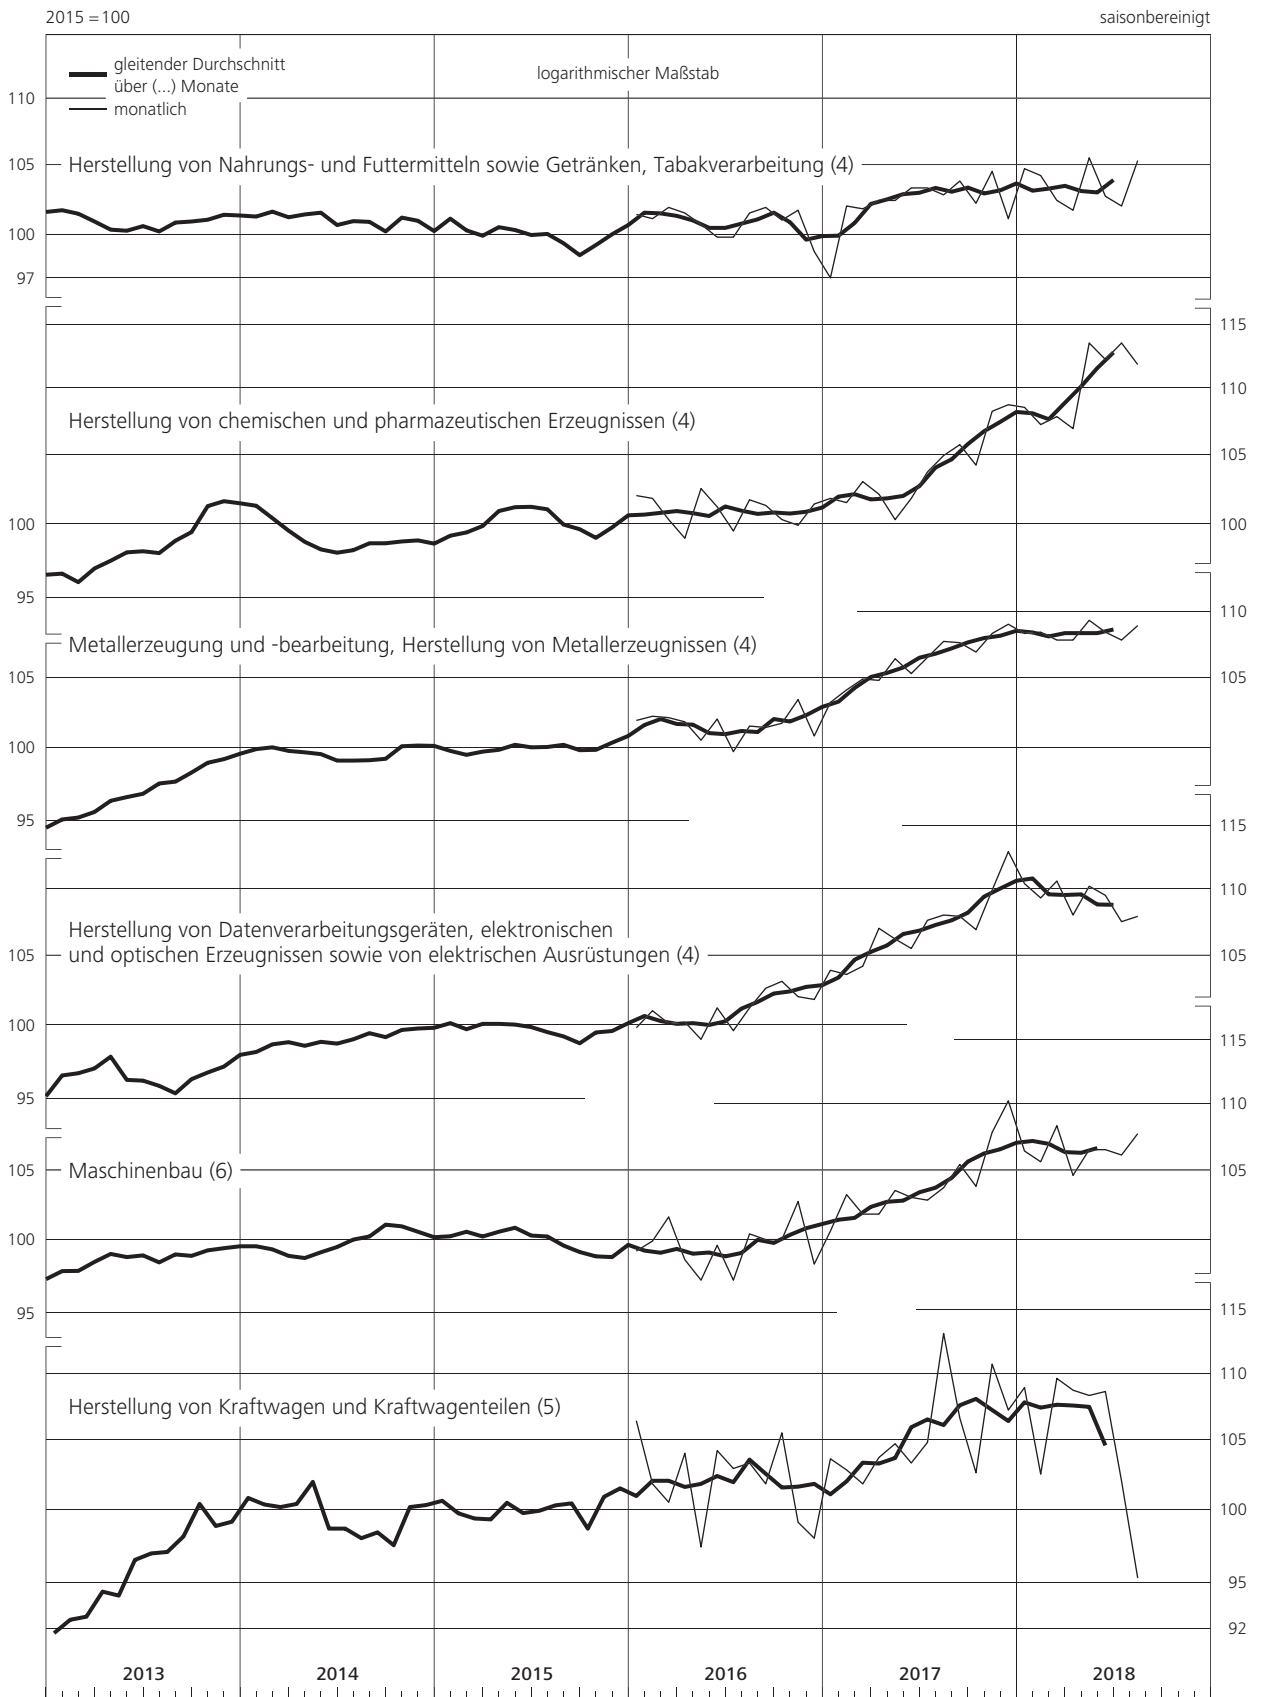 2015 = 100
saisonbereinigt
gleitender Durchschnitt
über (...) Monate
monatlich
logarithmischer Maßstab
110
105
Herstellung von Nahrungs- und Futtermitteln sowie Getränken, Tabakverarbeitung (4)
100
97
115
110
Herstellung von chemischen und pharmazeutischen Erzeugnissen (4)
105
100
100
95
110
Metallerzeugung und -bearbeitung, Herstellung von Metallerzeugnissen (4)
105
105
100
95
115
110
Herstellung von Datenverarbeitungsgeräten, elektronischen
und optischen Erzeugnissen sowie von elektrischen Ausrüstungen (4)
105
105
100
115
95
110
Maschinenbau (6)
105
105
100
95
115
110
Herstellung von Kraftwagen und Kraftwagenteilen (5)
105
100
95
92
2013 2014 2015 2016 2017 2018